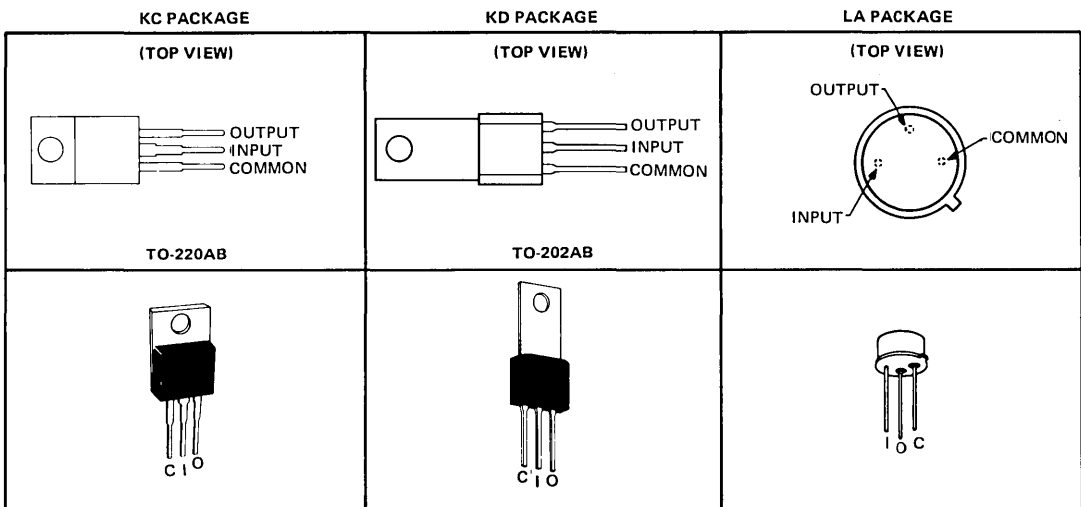 KC PACKAGE
(TOP VIEW)
OUTPUT
INPUT
COMMON
TO-220AB
C I O
KD PACKAGE
(TOP VIEW)
OUTPUT
INPUT
COMMON
TO-202AB
C I O
LA PACKAGE
(TOP VIEW)
OUTPUT
COMMON
INPUT
I O C